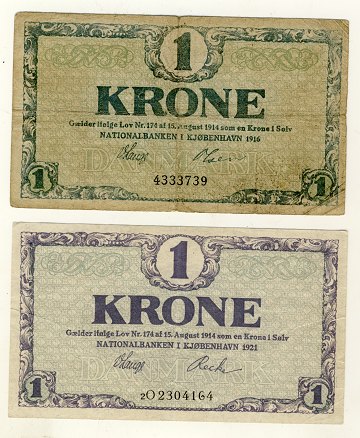 1
KRONE
Gælder ifølge Lov Nr. 174 af 15. August 1914 som en Krone i Sølv
NATIONALBANKEN I KJØBENHAVN 1916
4333739
1 1
1
KRONE
Gælder ifølge Lov Nr. 174 af 15. August 1914 som en Krone i Sølv
NATIONALBANKEN I KJØBENHAVN 1921
1 2O2304164 1